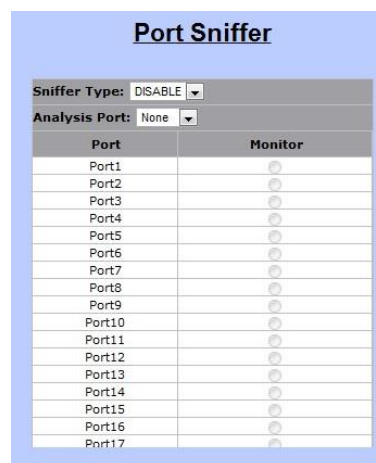 Port Sniffer
Sniffer Type: DISABLE
Analysis Port: None
Port Monitor
Port1
Port2
Port3
Port4
Port5
Port6
Port7
Port8
Port9
Port10
Port11
Port12
Port13
Port14
Port15
Port16
Port17